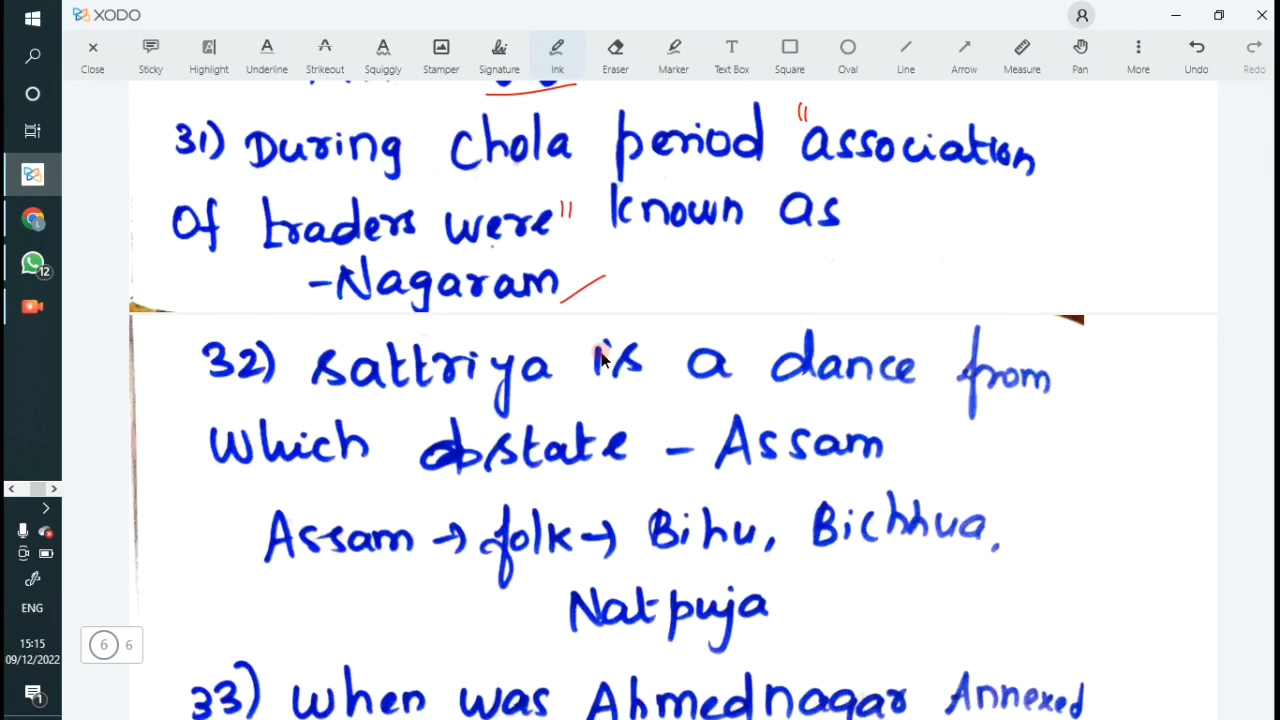 XODO
Close Sticky Highlight Underline Strikeout Squiggly Stamper Signature Ink Eraser Marker Text Box Square Oval Line Arrow Measure Pan More Undo Redo
31) During Chola period "association
Of traders were" known as
- Nagaram
32) Sattriya is a dance from
Which state - Assam
Assam → folk → Bihu, Bichhua,
Natpuja
33) When was Ahmednagar Annexed
12
ENG
15:15
09/12/2022
1
6 6